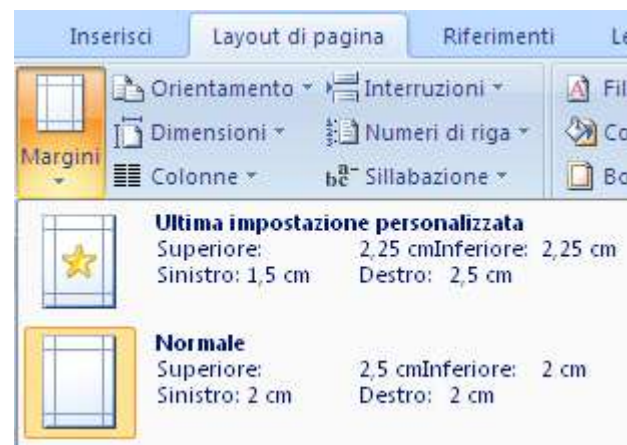 Inserisci Layout di pagina Riferimenti
Orientamento Interruzioni
Dimensioni Numeri di riga
Margini
Colonne Sillabazione
Ultima impostazione personalizzata
Superiore: 2,25 cmInferiore: 2,25 cm
Sinistro: 1,5 cm Destro: 2,5 cm
Normale
Superiore: 2,5 cmInferiore: 2 cm
Sinistro: 2 cm Destro: 2 cm